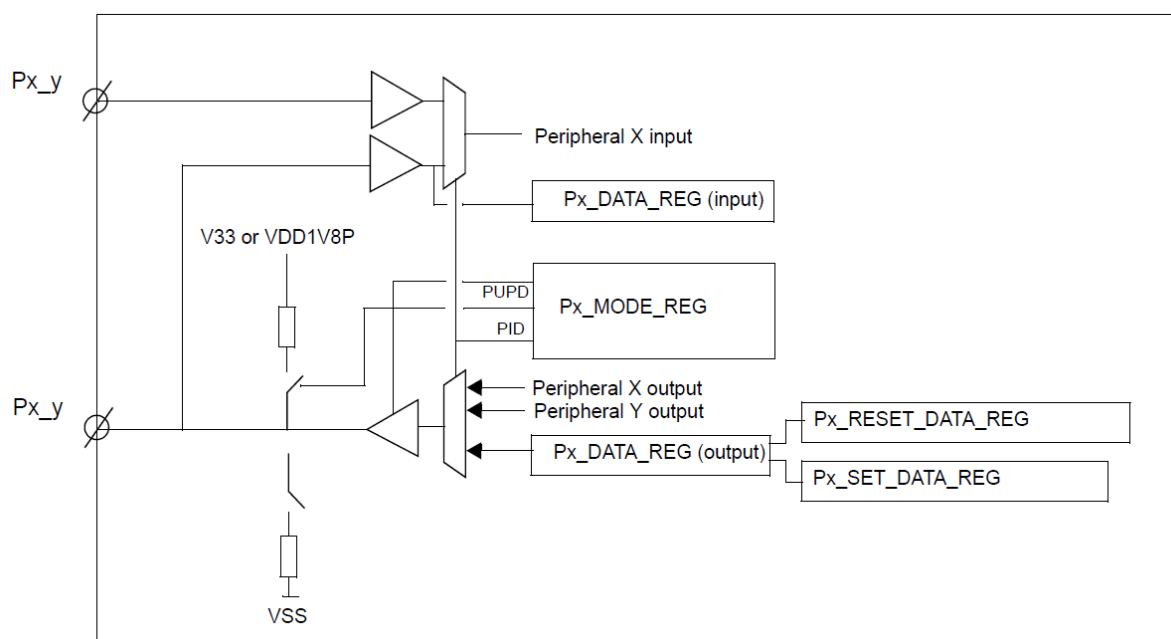 Px_y
Peripheral X input
Px_DATA_REG (input)
V33 or VDD1V8P
PUPD
Px_MODE_REG
PID
Peripheral X output
Px_y
Peripheral Y output
Px_RESET_DATA_REG
Px_DATA_REG (output)
Px_SET_DATA_REG
VSS